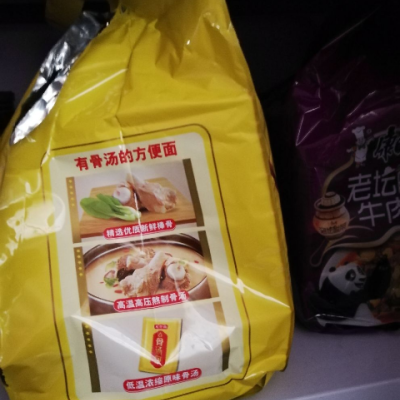 有骨汤的方便面
精选优质新鲜棒骨
高温高压熬制骨汤
低温浓缩原味骨汤
老坛
牛肉